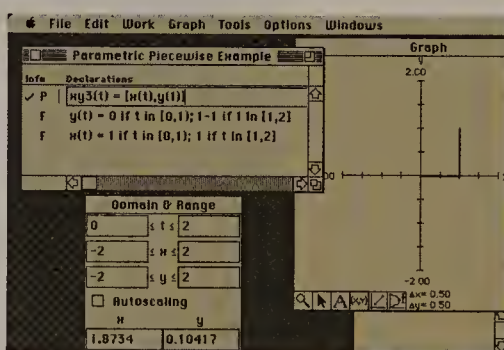 File Edit Work Graph Tools Options Windows
Parametric Piecewise Example
Info Declarations
✓ P xy3(t) = [x(t),y(t)]
F y(t) = 0 if t in [0,1); t-1 if t in [1,2]
F x(t) = t if t in [0,1); 1 if t in [1,2]
Domain & Range
0 ≤ t ≤ 2
-2 ≤ x ≤ 2
-2 ≤ y ≤ 2
Autoscaling
x y
1.8734 0.10417
Graph
y
2.00
00
-2.00
A (x,y)
Δx= 0.50
Δy= 0.50